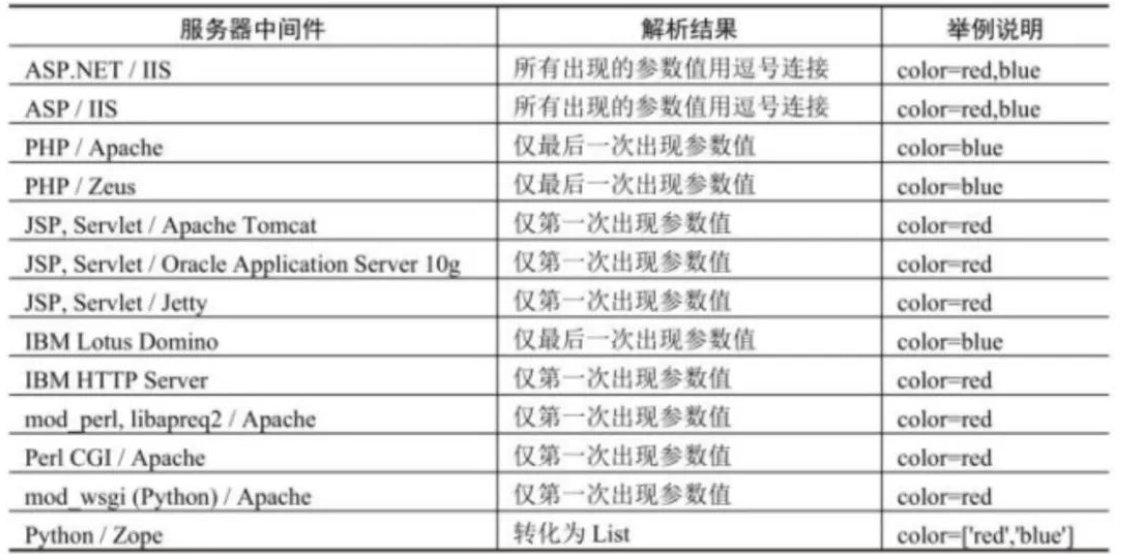 服务器中间件 解析结果 举例说明
ASP.NET / IIS 所有出现的参数值用逗号连接 color=red,blue
ASP / IIS 所有出现的参数值用逗号连接 color=red,blue
PHP / Apache 仅最后一次出现参数值 color=blue
PHP / Zeus 仅最后一次出现参数值 color=blue
JSP, Servlet / Apache Tomcat 仅第一次出现参数值 color=red
JSP, Servlet / Oracle Application Server 10g 仅第一次出现参数值 color=red
JSP, Servlet / Jetty 仅第一次出现参数值 color=red
IBM Lotus Domino 仅最后一次出现参数值 color=blue
IBM HTTP Server 仅第一次出现参数值 color=red
mod_perl, libapreq2 / Apache 仅第一次出现参数值 color=red
Perl CGI / Apache 仅第一次出现参数值 color=red
mod_wsgi (Python) / Apache 仅第一次出现参数值 color=red
Python / Zope 转化为 List color=['red','blue']